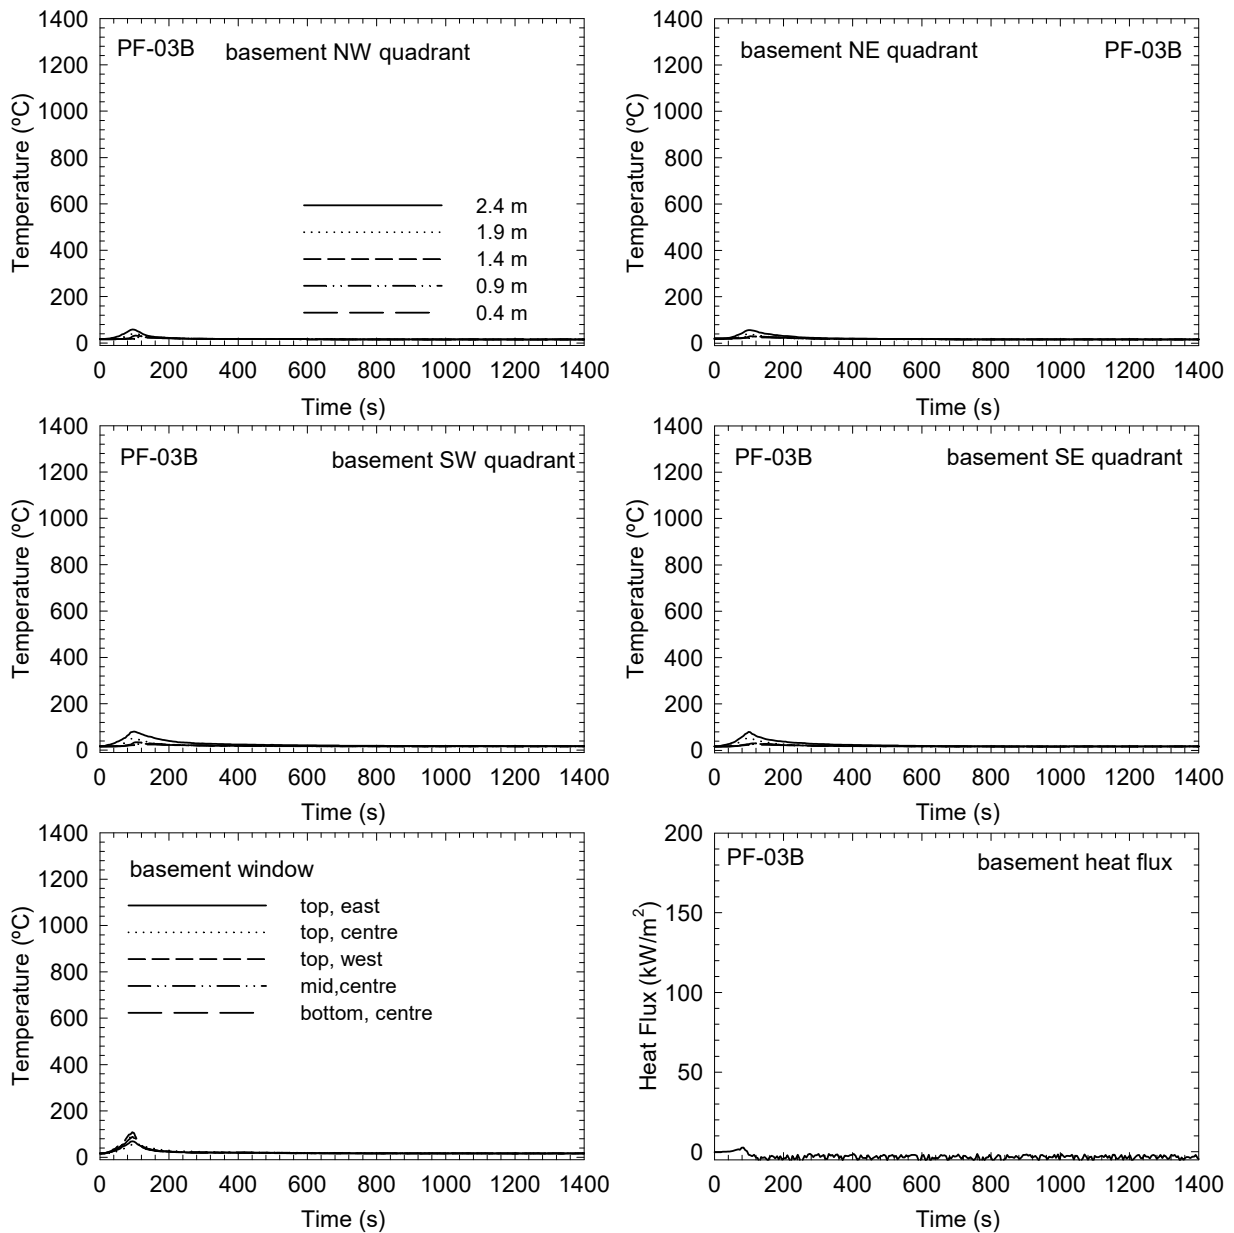 PF-03B
basement NW quadrant
Temperature (ºC)
1400
1200
1000
800
600
400
200
0
2.4 m
1.9 m
1.4 m
0.9 m
0.4 m
0 200 400 600 800 1000 1200 1400
Time (s)
basement NE quadrant
PF-03B
Temperature (ºC)
1400
1200
1000
800
600
400
200
0
0 200 400 600 800 1000 1200 1400
Time (s)
PF-03B
basement SW quadrant
Temperature (ºC)
1400
1200
1000
800
600
400
200
0
0 200 400 600 800 1000 1200 1400
Time (s)
PF-03B
basement SE quadrant
Temperature (ºC)
1400
1200
1000
800
600
400
200
0
0 200 400 600 800 1000 1200 1400
Time (s)
basement window
Temperature (ºC)
1400
1200
1000
800
600
400
200
0
top, east
top, centre
top, west
mid,centre
bottom, centre
0 200 400 600 800 1000 1200 1400
Time (s)
PF-03B
basement heat flux
Heat Flux (kW/m²)
200
150
100
50
0
0 200 400 600 800 1000 1200 1400
Time (s)